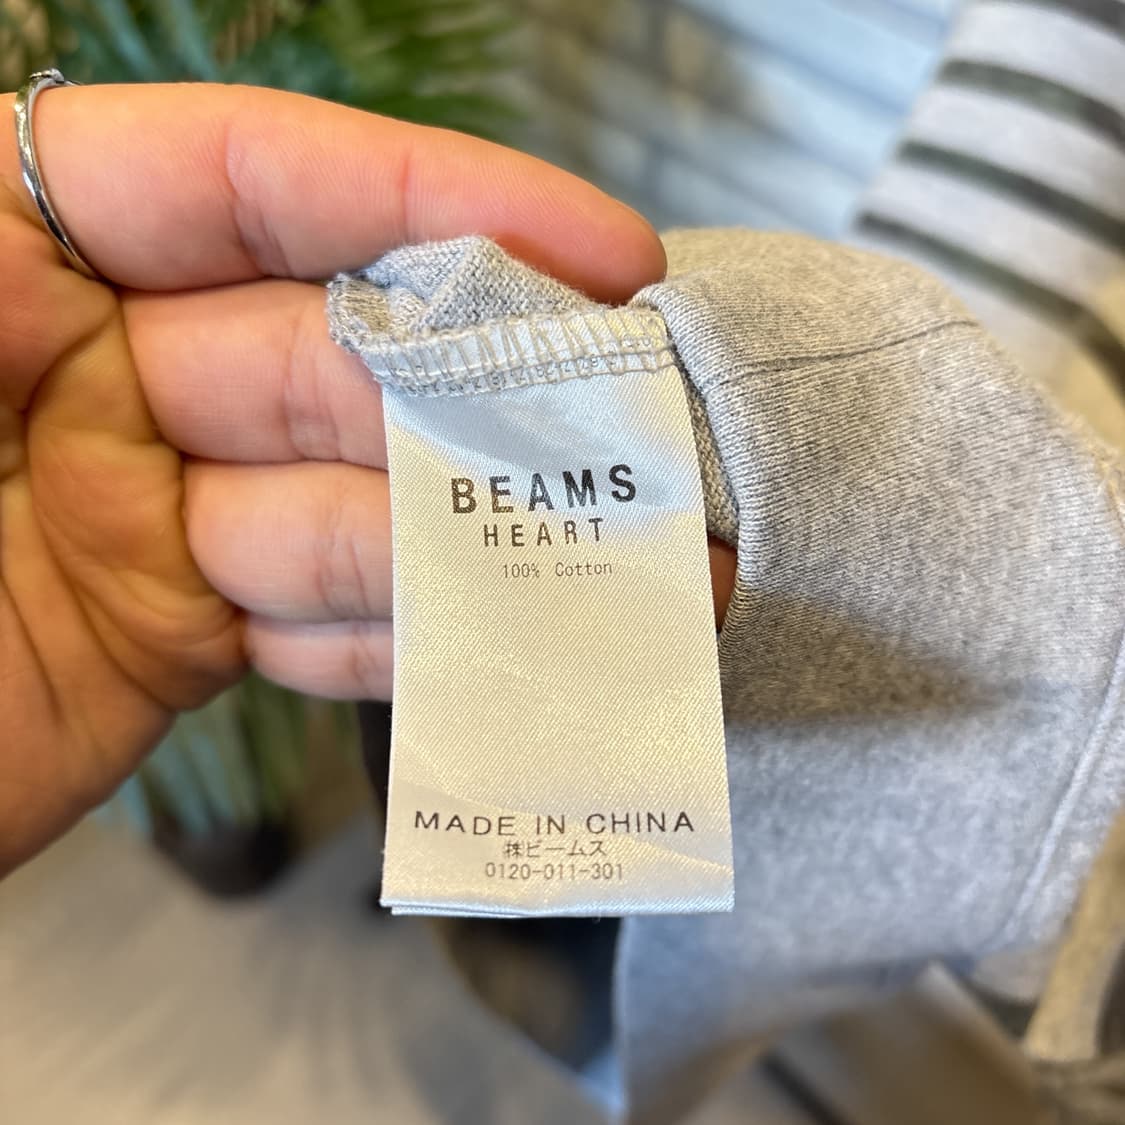 BEAMS
HEART
100% Cotton
MADE IN CHINA
㈱ビームス
0120-011-301